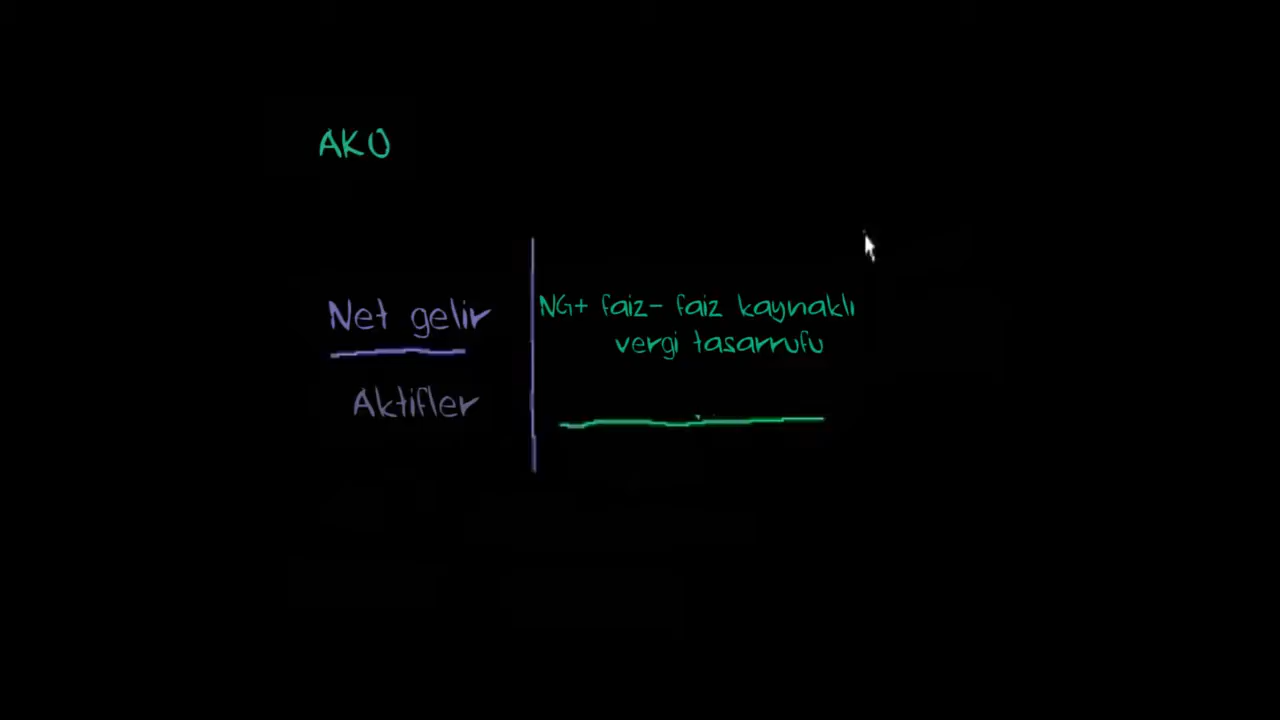 AKO
Net gelir
Aktifler
NG+ faiz- faiz kaynaklı
vergi tasarrufu